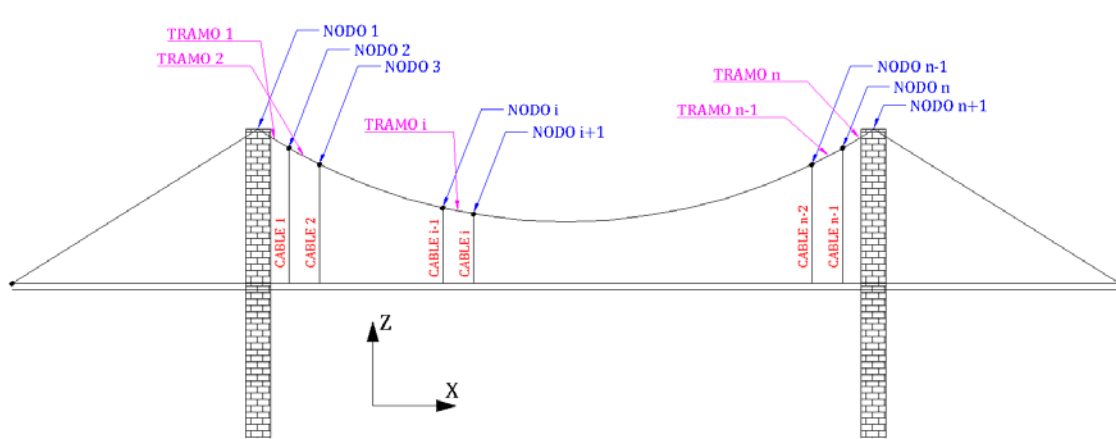 NODO 1
TRAMO 1
NODO 2
TRAMO 2
NODO 3
NODO n-1
TRAMO n
NODO n
NODO n+1
TRAMO n-1
NODO i
TRAMO i
NODO i+1
CABLE 1
CABLE 2
CABLE i-1
CABLE i
CABLE n-2
CABLE n-1
Z
X